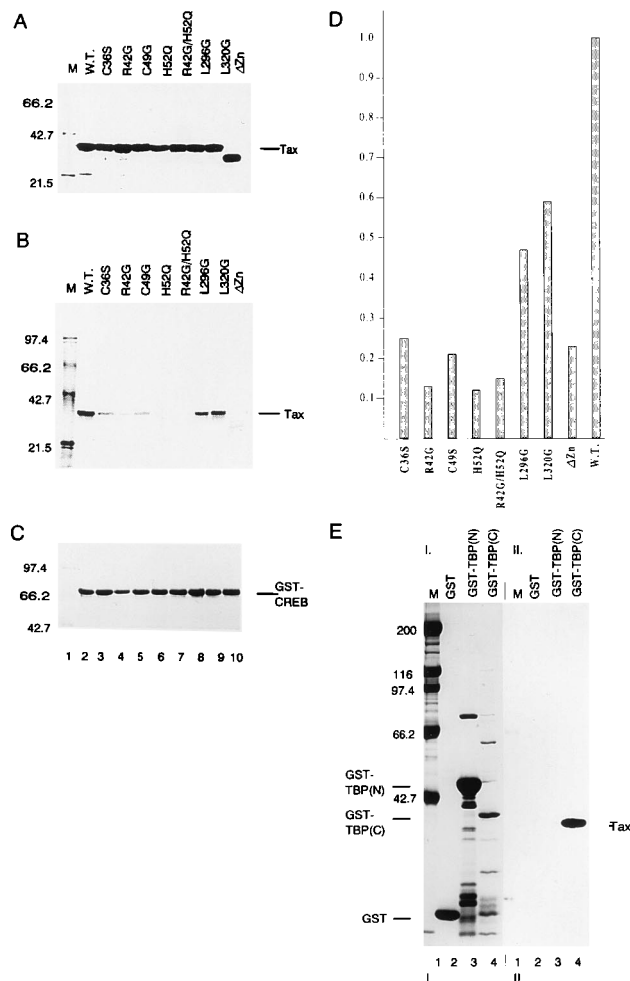 A
M W.T. C36S R42G C49G H52Q R42G/H52Q L296G L320G ΔZn
66.2
42.7
21.5
Tax
B
M W.T. C36S R42G C49G H52Q R42G/H52Q L296G L320G ΔZn
97.4
66.2
42.7
21.5
Tax
C
97.4
66.2
42.7
GST-
CREB
1 2 3 4 5 6 7 8 9 10
D
1.0
0.9
0.8
0.7
0.6
0.5
0.4
0.3
0.2
0.1
C36S R42G C49S H52Q R42G/H52Q L296G L320G ΔZn W.T.
E
I. II.
M GST GST-TBP(N) GST-TBP(C) M GST GST-TBP(N) GST-TBP(C)
200
116
97.4
66.2
42.7
GST-
TBP(N)
GST-
TBP(C)
GST
Tax
1 2 3 4 1 2 3 4
I II